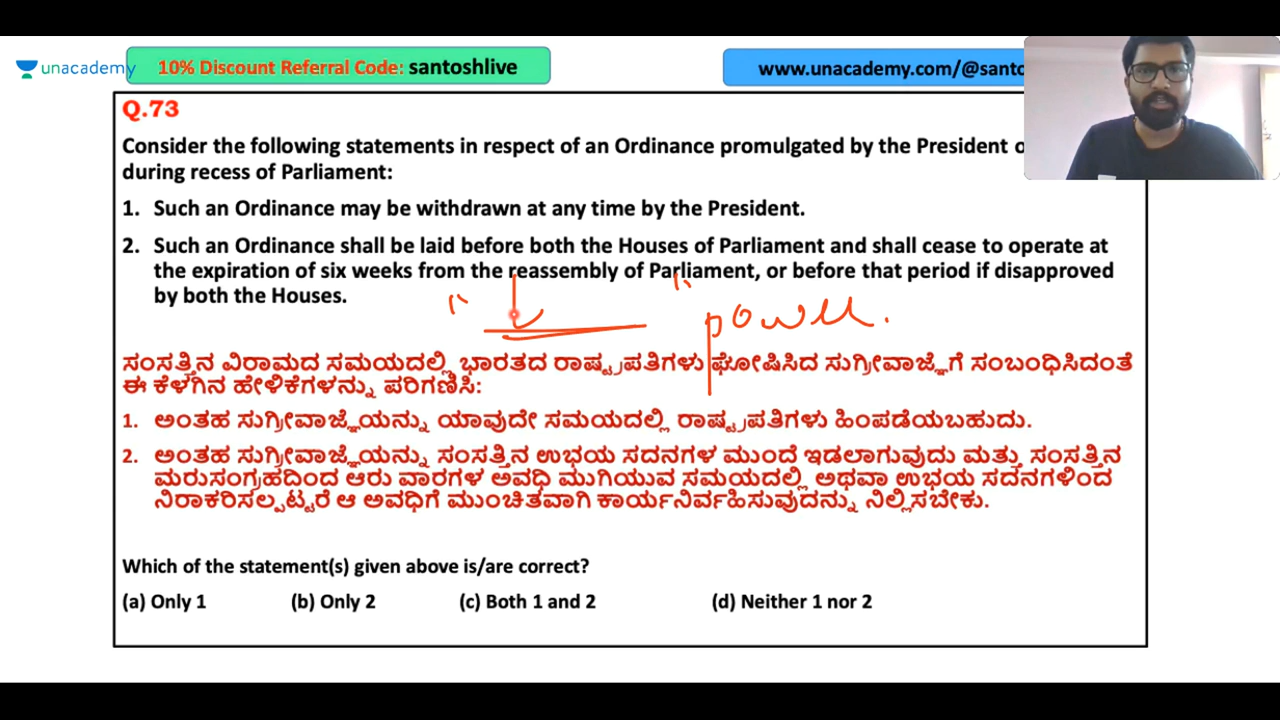 unacademy
10% Discount Referral Code: santoshlive
www.unacademy.com/@santo
Q.73
Consider the following statements in respect of an Ordinance promulgated by the President
during recess of Parliament:
1. Such an Ordinance may be withdrawn at any time by the President.
2. Such an Ordinance shall be laid before both the Houses of Parliament and shall cease to operate at
the expiration of six weeks from the reassembly of Parliament, or before that period if disapproved
by both the Houses.
power.
ಸಂಸತ್ತಿನ ವಿರಾಮದ ಸಮಯದಲ್ಲಿ ಭಾರತದ ರಾಷ್ಟ್ರಪತಿಗಳು ಘೋಷಿಸಿದ ಸುಗ್ರೀವಾಜ್ಞೆಗೆ ಸಂಬಂಧಿಸಿದಂತೆ
ಈ ಕೆಳಗಿನ ಹೇಳಿಕೆಗಳನ್ನು ಪರಿಗಣಿಸಿ:
1. ಅಂತಹ ಸುಗ್ರೀವಾಜ್ಞೆಯನ್ನು ಯಾವುದೇ ಸಮಯದಲ್ಲಿ ರಾಷ್ಟ್ರಪತಿಗಳು ಹಿಂಪಡೆಯಬಹುದು.
2. ಅಂತಹ ಸುಗ್ರೀವಾಜ್ಞೆಯನ್ನು ಸಂಸತ್ತಿನ ಉಭಯ ಸದನಗಳ ಮುಂದೆ ಇಡಲಾಗುವುದು ಮತ್ತು ಸಂಸತ್ತಿನ
ಮರುಸಂಗ್ರಹದಿಂದ ಆರು ವಾರಗಳ ಅವಧಿ ಮುಗಿಯುವ ಸಮಯದಲ್ಲಿ ಅಥವಾ ಉಭಯ ಸದನಗಳಿಂದ
ನಿರಾಕರಿಸಲ್ಪಟ್ಟರೆ ಆ ಅವಧಿಗೆ ಮುಂಚಿತವಾಗಿ ಕಾರ್ಯನಿರ್ವಹಿಸುವುದನ್ನು ನಿಲ್ಲಿಸಬೇಕು.
Which of the statement(s) given above is/are correct?
(a) Only 1 (b) Only 2 (c) Both 1 and 2 (d) Neither 1 nor 2